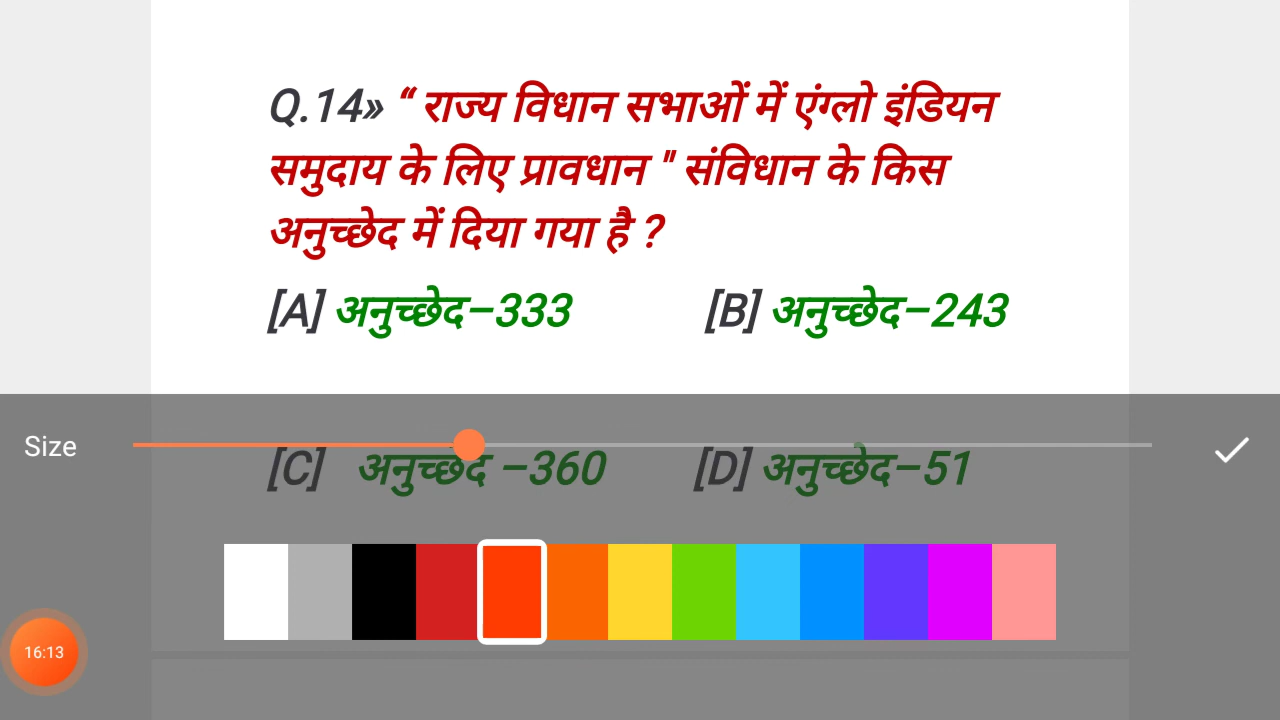 Q.14» “ राज्य विधान सभाओं में एंग्लो इंडियन
समुदाय के लिए प्रावधान " संविधान के किस
अनुच्छेद में दिया गया है ?
[A] अनुच्छेद–333 [B] अनुच्छेद–243
Size
[C] अनुच्छेद –360 [D] अनुच्छेद–51
16:13